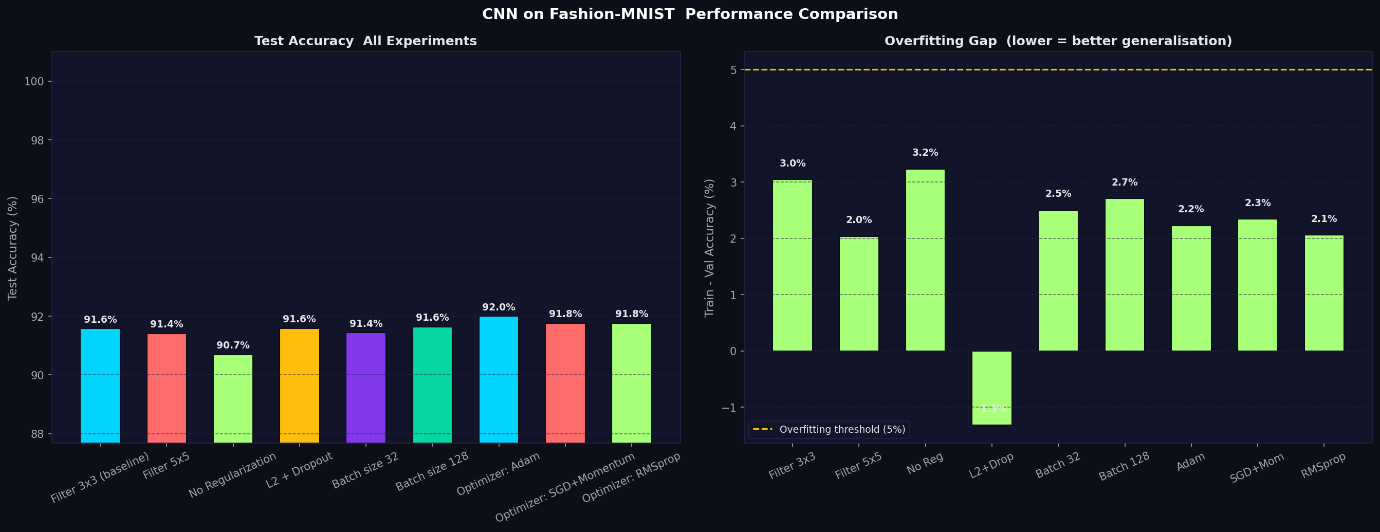 CNN on Fashion-MNIST Performance Comparison
Test Accuracy All Experiments
Test Accuracy (%)
100
98
96
94
92
90
88
91.6%
91.4%
90.7%
91.6%
91.4%
91.6%
92.0%
91.8%
91.8%
Filter 3x3 (baseline)
Filter 5x5
No Regularization
L2 + Dropout
Batch size 32
Batch size 128
Optimizer: Adam
Optimizer: SGD+Momentum
Optimizer: RMSprop
Overfitting Gap (lower = better generalisation)
Train - Val Accuracy (%)
5
4
3
2
1
0
−1
3.0%
2.0%
3.2%
2.5%
2.7%
2.2%
2.3%
2.1%
Overfitting threshold (5%)
Filter 3x3
Filter 5x5
No Reg
L2+Drop
Batch 32
Batch 128
Adam
SGD+Mom
RMSprop